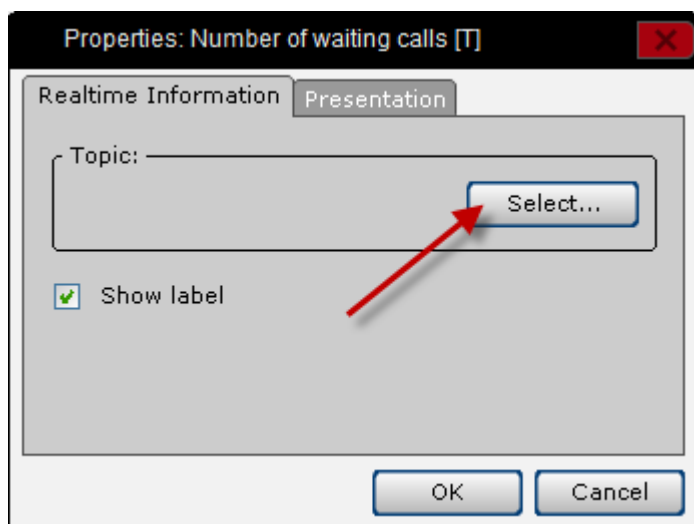 Properties: Number of waiting calls [T]
Realtime Information Presentation
Topic:
Select...
Show label
OK Cancel